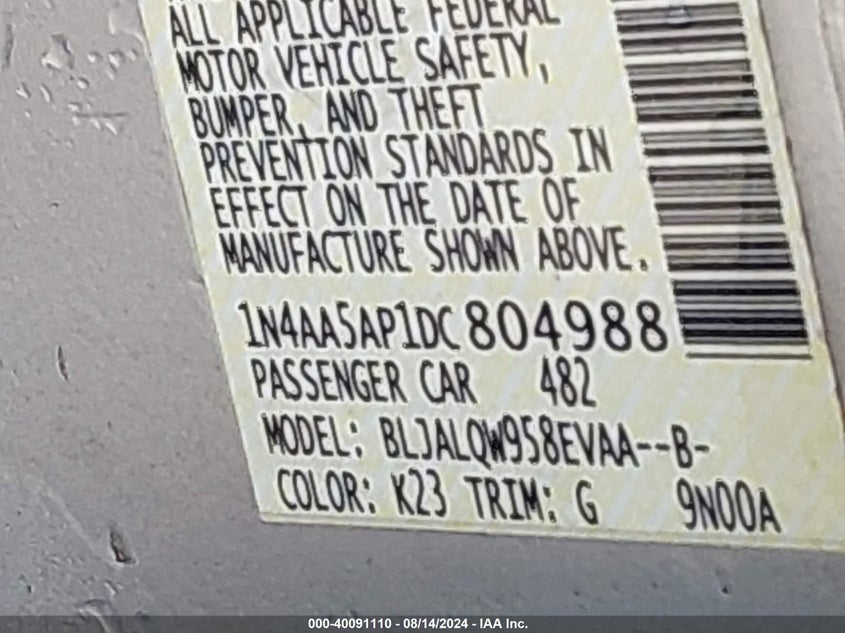 ALL APPLICABLE FEDERAL
MOTOR VEHICLE SAFETY,
BUMPER, AND THEFT
PREVENTION STANDARDS IN
EFFECT ON THE DATE OF
MANUFACTURE SHOWN ABOVE.
1N4AA5AP1DC804988
PASSENGER CAR 482
MODEL: BLJALQW958EVAA--B-
COLOR: K23 TRIM: G 9N00A
000-40091110 - 08/14/2024 - IAA Inc.